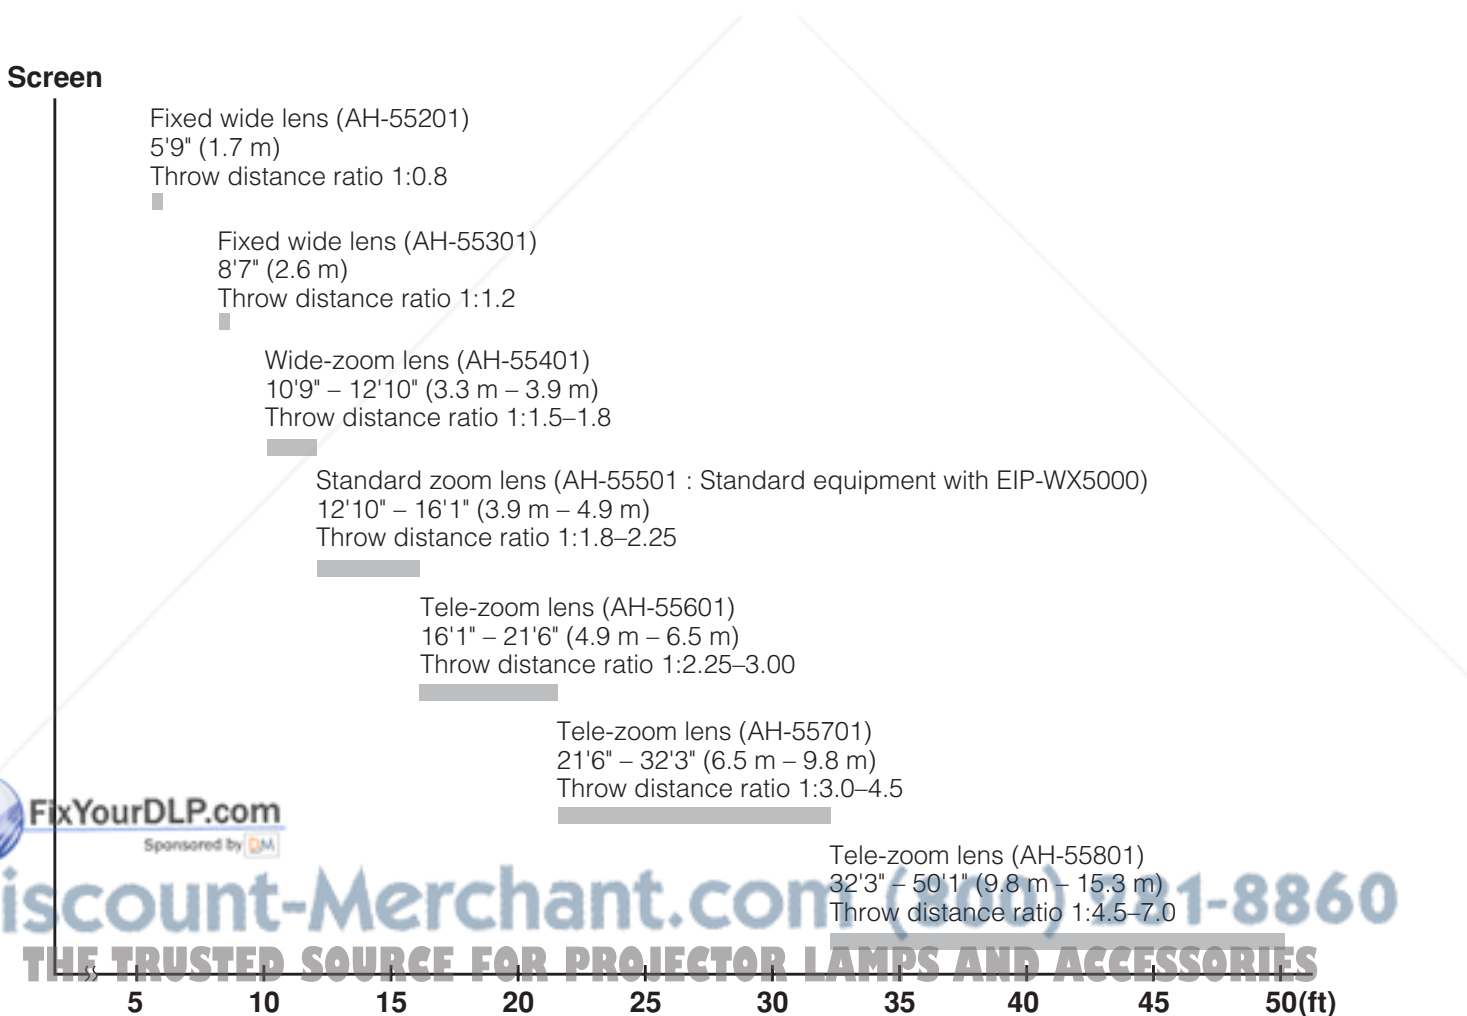 Screen
Fixed wide lens (AH-55201)
5'9" (1.7 m)
Throw distance ratio 1:0.8
Fixed wide lens (AH-55301)
8'7" (2.6 m)
Throw distance ratio 1:1.2
Wide-zoom lens (AH-55401)
10'9" – 12'10" (3.3 m – 3.9 m)
Throw distance ratio 1:1.5–1.8
Standard zoom lens (AH-55501 : Standard equipment with EIP-WX5000)
12'10" – 16'1" (3.9 m – 4.9 m)
Throw distance ratio 1:1.8–2.25
Tele-zoom lens (AH-55601)
16'1" – 21'6" (4.9 m – 6.5 m)
Throw distance ratio 1:2.25–3.00
Tele-zoom lens (AH-55701)
21'6" – 32'3" (6.5 m – 9.8 m)
Throw distance ratio 1:3.0–4.5
FixYourDLP.com
Sponsored by DM
Tele-zoom lens (AH-55801)
32'3" – 50'1" (9.8 m – 15.3 m)
Throw distance ratio 1:4.5–7.0
iscount-Merchant.com (800) 281-8860
THE TRUSTED SOURCE FOR PROJECTOR LAMPS AND ACCESSORIES
5 10 15 20 25 30 35 40 45 50(ft)